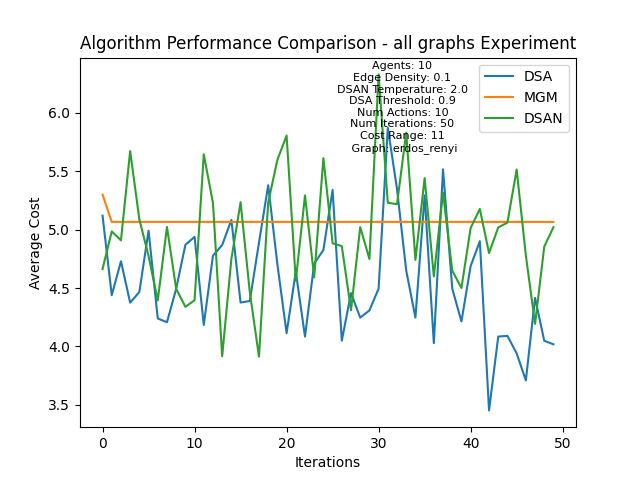 Algorithm Performance Comparison - all graphs Experiment
Agents: 10
Edge Density: 0.1
DSAN Temperature: 2.0
DSA Threshold: 0.9
Num Actions: 10
Num Iterations: 50
Cost Range: 11
Graph: erdos_renyi
DSA
MGM
DSAN
Average Cost
6.0
5.5
5.0
4.5
4.0
3.5
0 10 20 30 40 50
Iterations